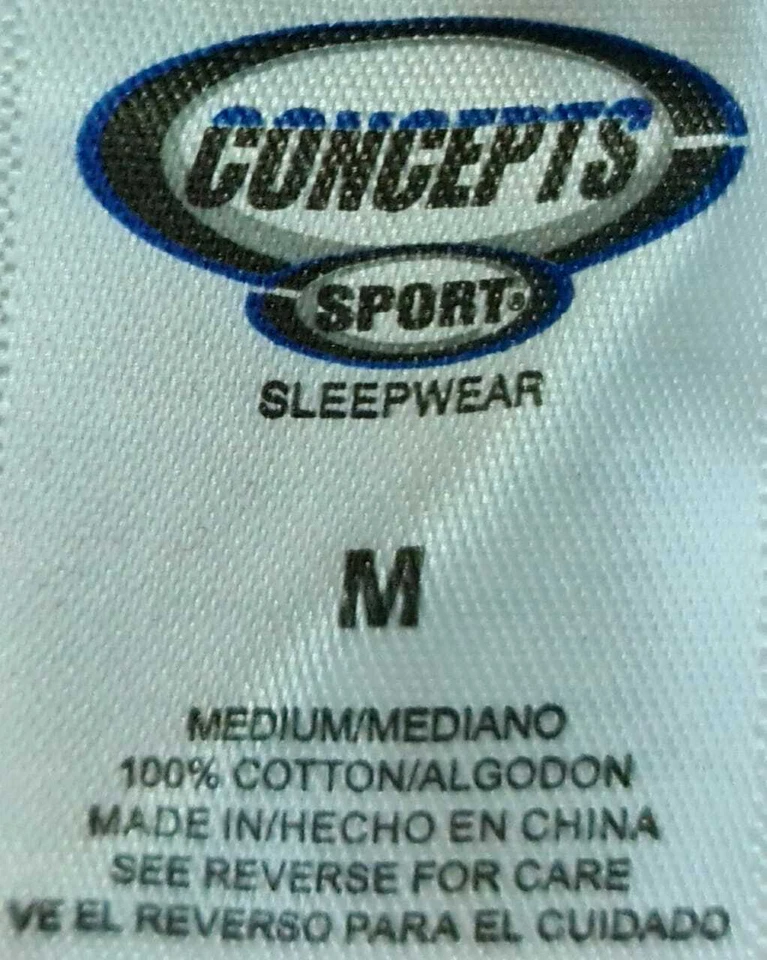 CONCEPTS
SPORT®
SLEEPWEAR
M
MEDIUM/MEDIANO
100% COTTON/ALGODON
MADE IN/HECHO EN CHINA
SEE REVERSE FOR CARE
VE EL REVERSO PARA EL CUIDADO